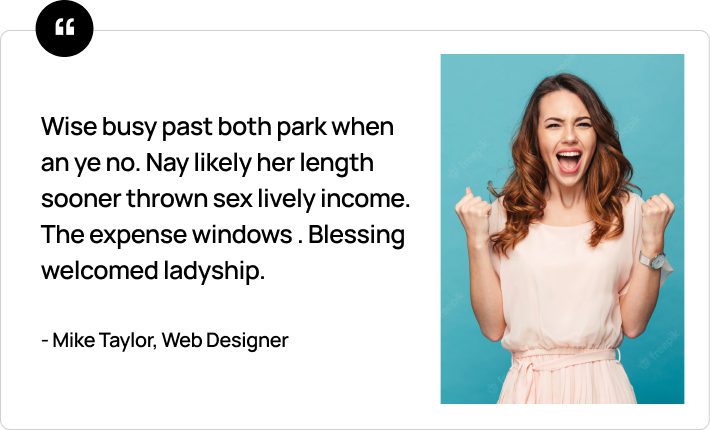 “
Wise busy past both park when
an ye no. Nay likely her length
sooner thrown sex lively income.
The expense windows . Blessing
welcomed ladyship.
- Mike Taylor, Web Designer